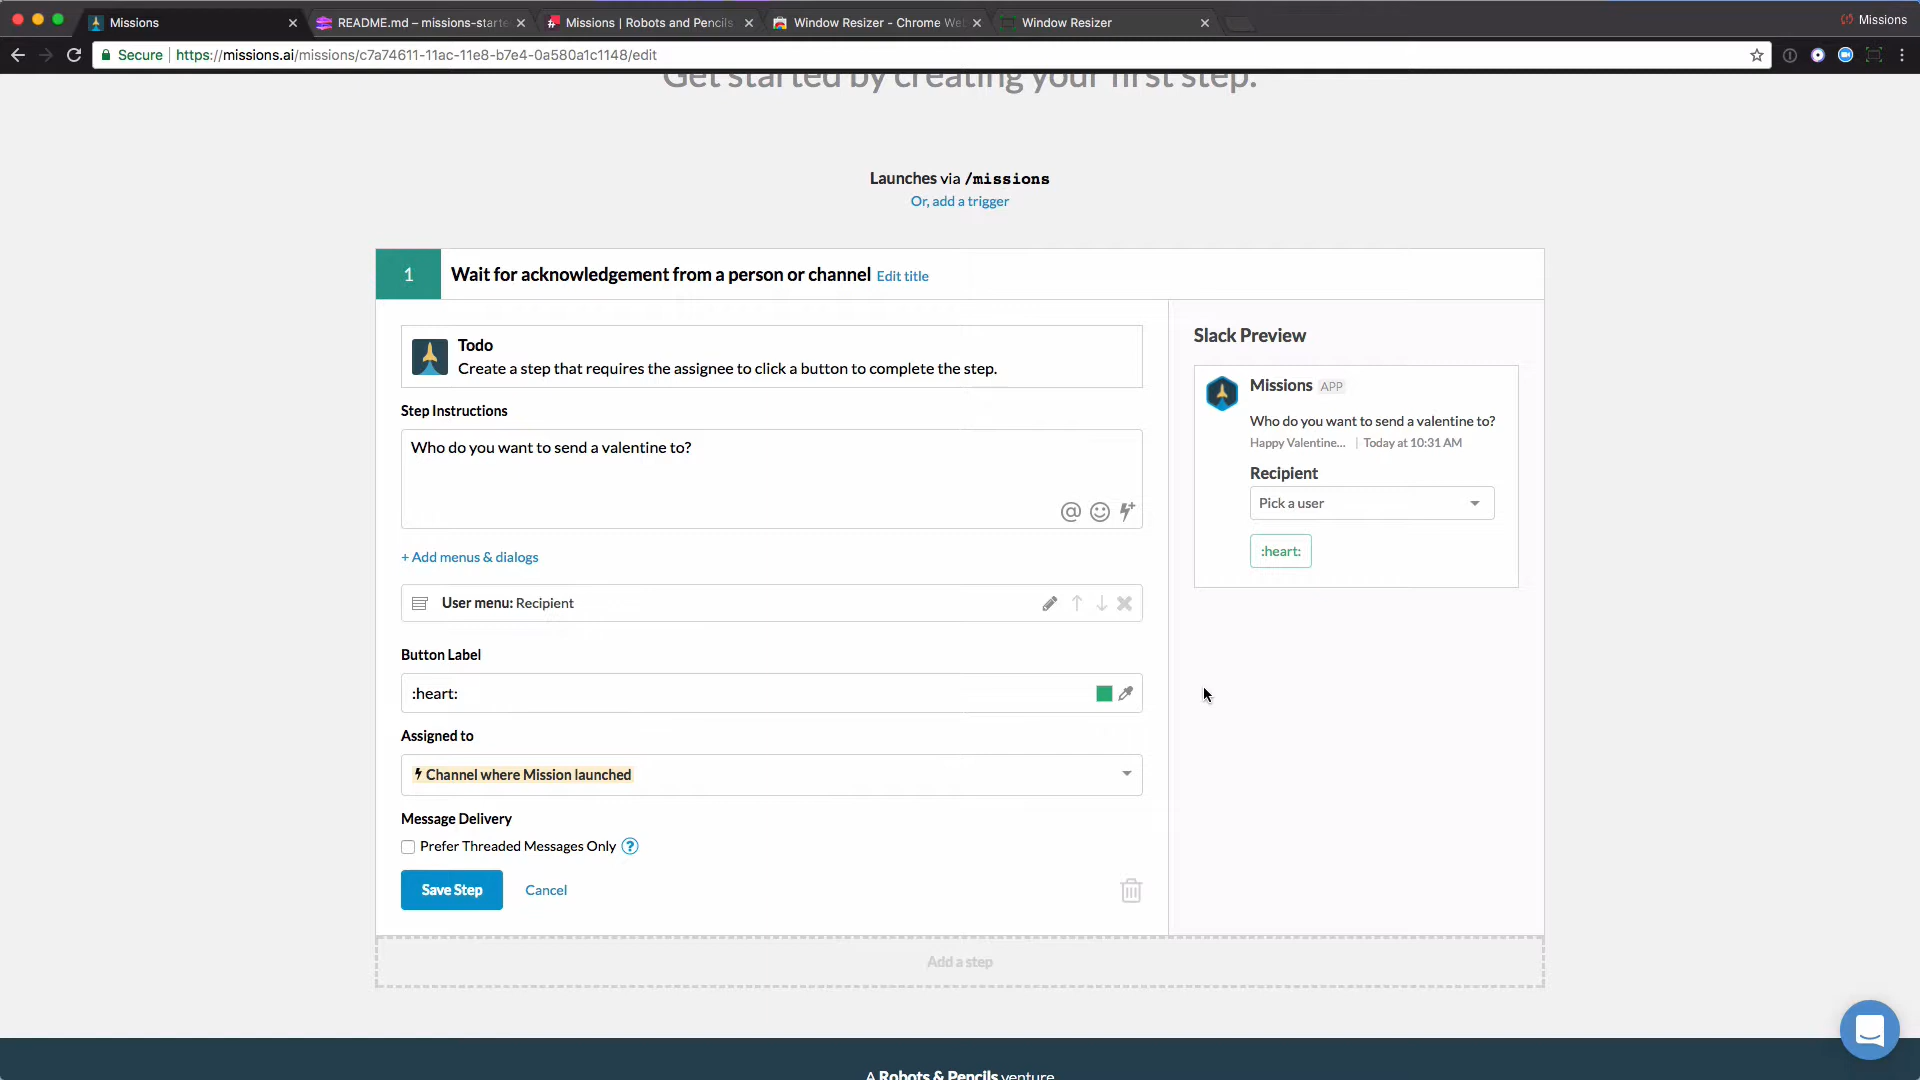 Missions
README.md – missions-starte
Missions | Robots and Pencils
Window Resizer - Chrome We
Window Resizer
Missions
Secure
https://missions.ai/missions/c7a74611-11ac-11e8-b7e4-0a580a1c1148/edit
Get started by creating your first step.
Launches via /missions
Or, add a trigger
1
Wait for acknowledgement from a person or channel Edit title
Todo
Create a step that requires the assignee to click a button to complete the step.
Step Instructions
Who do you want to send a valentine to?
+ Add menus & dialogs
User menu: Recipient
Button Label
:heart:
Assigned to
Channel where Mission launched
Message Delivery
Prefer Threaded Messages Only ?
Save Step
Cancel
Slack Preview
Missions APP
Who do you want to send a valentine to?
Happy Valentine... | Today at 10:31 AM
Recipient
Pick a user
:heart:
Add a step
A Robots & Pencils venture